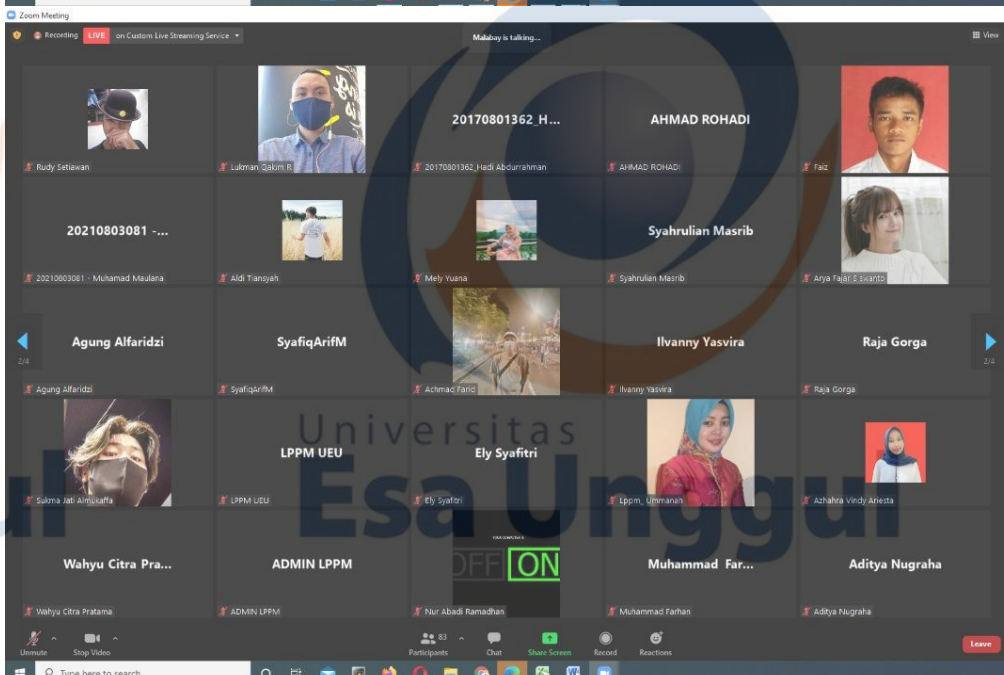 Zoom Meeting
Recording LIVE on Custom Live Streaming Service
Malabay is talking...
View
20170801362_H...
AHMAD ROHADI
Rudy Setiawan
Lukman Qakim R
20170801362_Hadi Abdurrahman
AHMAD ROHADI
Faiz
20210803081 -...
Syahrulian Masrib
20210803081 - Muhamad Maulana
Aldi Tiansyah
Mely Yuana
Syahrulian Masrib
Arya Fajar Siswanto
Agung Alfaridzi
SyafiqArifM
Ilvanny Yasvira
Raja Gorga
2/4
2/4
Agung Alfaridzi
SyafiqArifM
Achmad Farid
Ilvanny Yasvira
Raja Gorga
Universitas
Esa Unggul
ul
LPPM UEU
Ely Syafitri
Sukma Jati Almukaffa
LPPM UEU
Ely Syafitri
Lppm_Ummanah
Azhahra Vindy Ariesta
Wahyu Citra Pra...
ADMIN LPPM
OFF ON
Muhammad Far...
Aditya Nugraha
Wahyu Citra Pratama
ADMIN LPPM
Nur Abadi Ramadhan
Muhammad Farhan
Aditya Nugraha
Unmute
Stop Video
83
Participants
Chat
Share Screen
Record
Reactions
Leave
Type here to search